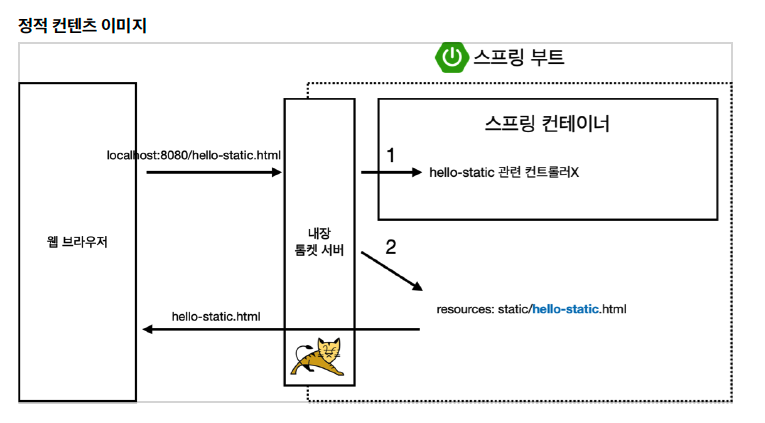 정적 컨텐츠 이미지
스프링 부트
스프링 컨테이너
localhost:8080/hello-static.html
1
hello-static 관련 컨트롤러X
웹 브라우저
내장
톰켓 서버
2
resources: static/hello-static.html
hello-static.html